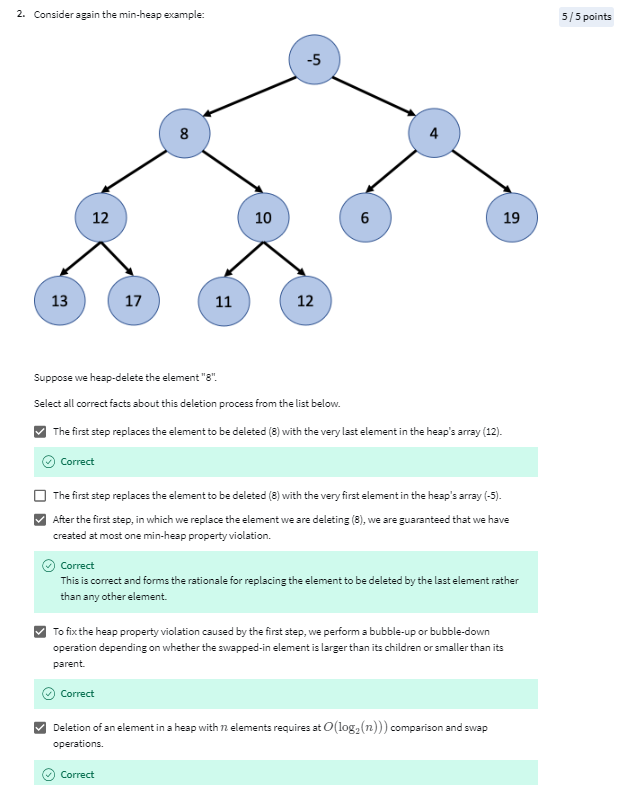 2. Consider again the min-heap example:
5 / 5 points
-5
8
4
12
10
6
19
13
17
11
12
Suppose we heap-delete the element "8".
Select all correct facts about this deletion process from the list below.
The first step replaces the element to be deleted (8) with the very last element in the heap's array (12).
Correct
The first step replaces the element to be deleted (8) with the very first element in the heap's array (-5).
After the first step, in which we replace the element we are deleting (8), we are guaranteed that we have
created at most one min-heap property violation.
Correct
This is correct and forms the rationale for replacing the element to be deleted by the last element rather
than any other element.
To fix the heap property violation caused by the first step, we perform a bubble-up or bubble-down
operation depending on whether the swapped-in element is larger than its children or smaller than its
parent.
Correct
Deletion of an element in a heap with n elements requires at O(log₂(n))) comparison and swap
operations.
Correct